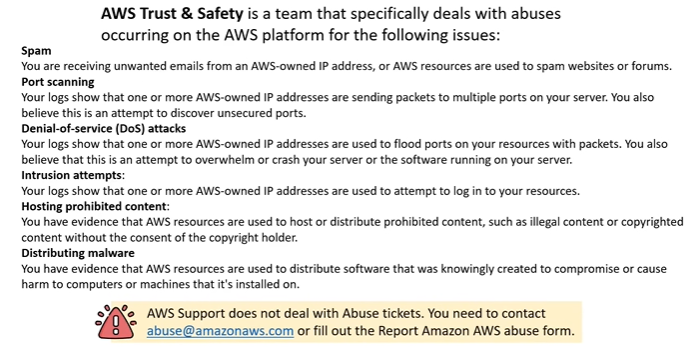 AWS Trust & Safety is a team that specifically deals with abuses
occurring on the AWS platform for the following issues:
Spam
You are receiving unwanted emails from an AWS-owned IP address, or AWS resources are used to spam websites or forums.
Port scanning
Your logs show that one or more AWS-owned IP addresses are sending packets to multiple ports on your server. You also
believe this is an attempt to discover unsecured ports.
Denial-of-service (DoS) attacks
Your logs show that one or more AWS-owned IP addresses are used to flood ports on your resources with packets. You also
believe that this is an attempt to overwhelm or crash your server or the software running on your server.
Intrusion attempts:
Your logs show that one or more AWS-owned IP addresses are used to attempt to log in to your resources.
Hosting prohibited content:
You have evidence that AWS resources are used to host or distribute prohibited content, such as illegal content or copyrighted
content without the consent of the copyright holder.
Distributing malware
You have evidence that AWS resources are used to distribute software that was knowingly created to compromise or cause
harm to computers or machines that it's installed on.
AWS Support does not deal with Abuse tickets. You need to contact
abuse@amazonaws.com or fill out the Report Amazon AWS abuse form.